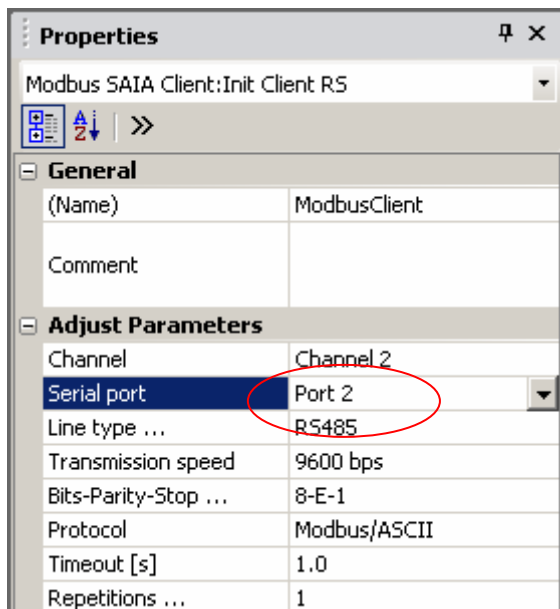 Properties
Modbus SAIA Client:Init Client RS
General
(Name) ModbusClient
Comment
Adjust Parameters
Channel Channel 2
Serial port Port 2
Line type ... RS485
Transmission speed 9600 bps
Bits-Parity-Stop ... 8-E-1
Protocol Modbus/ASCII
Timeout [s] 1.0
Repetitions ... 1